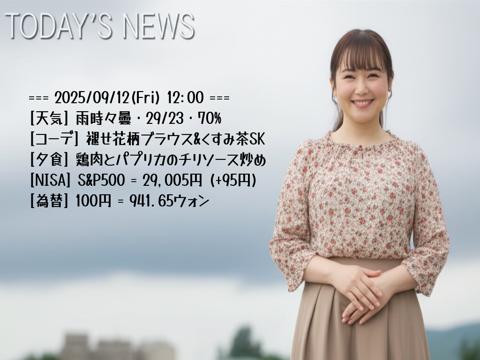 TODAY'S NEWS
=== 2025/09/12(Fri) 12:00 ===
[天気] 雨時々曇・29/23・70%
[コーデ] 褪せ花柄ブラウス&くすみ茶SK
[夕食] 鶏肉とパプリカのチリソース炒め
[NISA] S&P500 = 29,005円 (+95円)
[為替] 100円 = 941.65ウォン